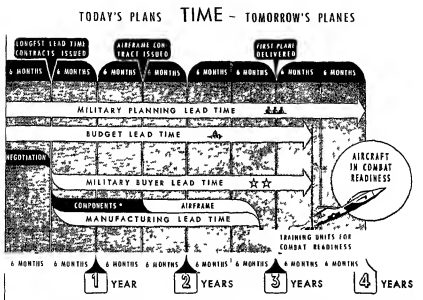 TODAY'S PLANS TIME - TOMORROW'S PLANES
LONGEST LEAD TIME
CONTRACTS ISSUED
AIRFRAME CON-
TRACT ISSUED
FIRST PLANE
DELIVERED
6 MONTHS 6 MONTHS 6 MONTHS 6 MONTHS 6 MONTHS 6 MONTHS 6 MONTHS 6 MONTHS
MILITARY PLANNING LEAD TIME
BUDGET LEAD TIME
NEGOTIATION
MILITARY BUYER LEAD TIME
COMPONENTS AIRFRAME
MANUFACTURING LEAD TIME
AIRCRAFT
IN COMBAT
READINESS
TRAINING UNITS FOR
COMBAT READINESS
6 MONTHS 6 MONTHS 6 MONTHS 6 MONTHS 6 MONTHS 6 MONTHS 6 MONTHS 6 MONTHS
1 YEAR 2 YEARS 3 YEARS 4 YEARS